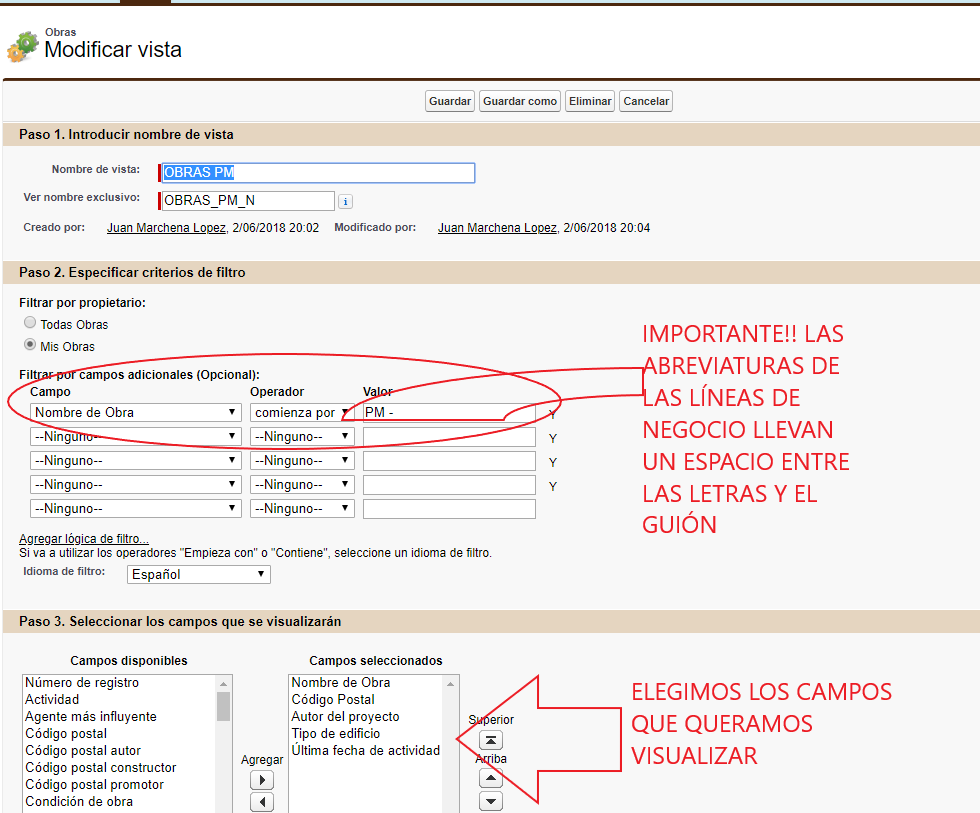 Obras
Modificar vista
Guardar Guardar como Eliminar Cancelar
Paso 1. Introducir nombre de vista
Nombre de vista: OBRAS PM
Ver nombre exclusivo: OBRAS_PM_N i
Creado por: Juan Marchena Lopez, 2/06/2018 20:02 Modificado por: Juan Marchena Lopez, 2/06/2018 20:04
Paso 2. Especificar criterios de filtro
Filtrar por propietario:
Todas Obras
Mis Obras
Filtrar por campos adicionales (Opcional):
Campo Operador Valor
Nombre de Obra comienza por PM - Y
--Ninguno-- --Ninguno-- Y
--Ninguno-- --Ninguno-- Y
--Ninguno-- --Ninguno-- Y
--Ninguno-- --Ninguno--
IMPORTANTE!! LAS
ABREVIATURAS DE
LAS LÍNEAS DE
NEGOCIO LLEVAN
UN ESPACIO ENTRE
LAS LETRAS Y EL
GUIÓN
Agregar lógica de filtro...
Si va a utilizar los operadores "Empieza con" o "Contiene", seleccione un idioma de filtro.
Idioma de filtro: Español
Paso 3. Seleccionar los campos que se visualizarán
Campos disponibles
Número de registro
Actividad
Agente más influyente
Código postal
Código postal autor
Código postal constructor
Código postal promotor
Condición de obra
Agregar
Campos seleccionados
Nombre de Obra
Código Postal
Autor del proyecto
Tipo de edificio
Última fecha de actividad
Superior
Arriba
ELEGIMOS LOS CAMPOS
QUE QUERAMOS
VISUALIZAR